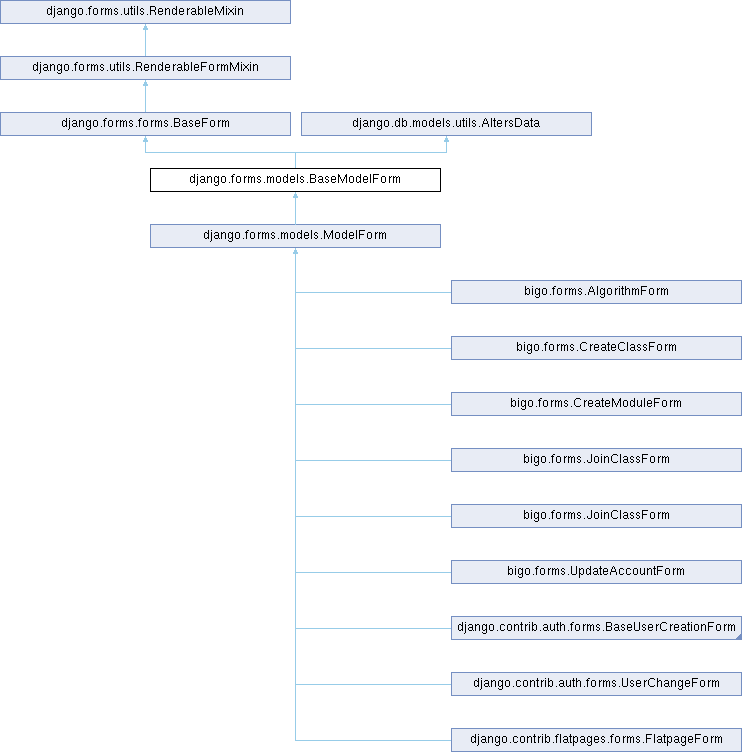 django.forms.utils.RenderableMixin
django.forms.utils.RenderableFormMixin
django.forms.forms.BaseForm
django.db.models.utils.AltersData
django.forms.models.BaseModelForm
django.forms.models.ModelForm
bigo.forms.AlgorithmForm
bigo.forms.CreateClassForm
bigo.forms.CreateModuleForm
bigo.forms.JoinClassForm
bigo.forms.JoinClassForm
bigo.forms.UpdateAccountForm
django.contrib.auth.forms.BaseUserCreationForm
django.contrib.auth.forms.UserChangeForm
django.contrib.flatpages.forms.FlatpageForm